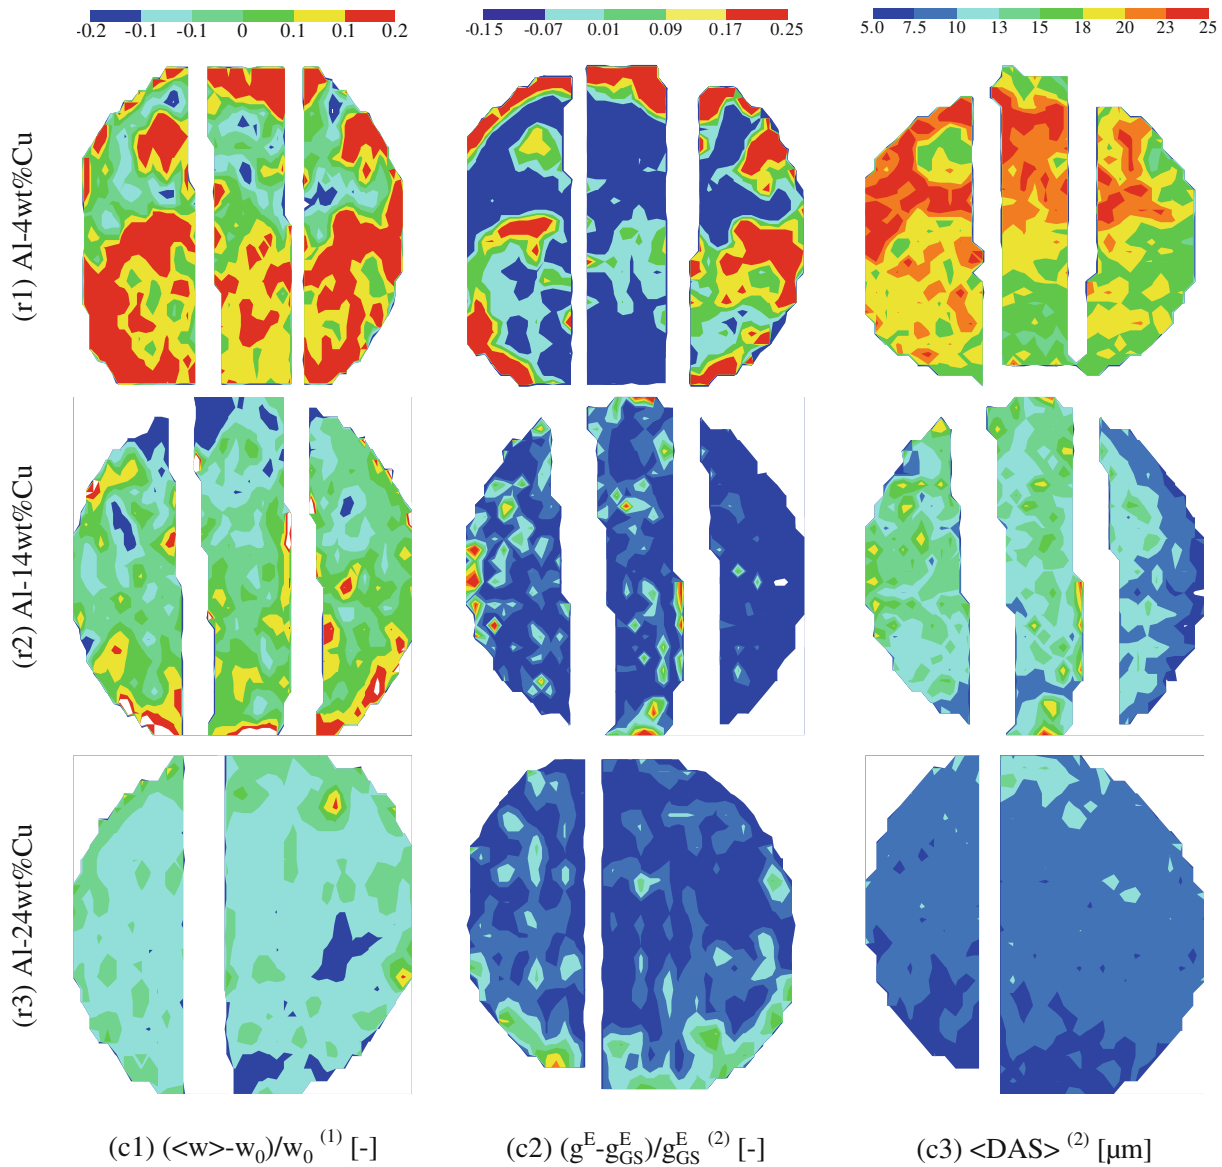 -0.2 -0.1 -0.1 0 0.1 0.1 0.2
-0.15 -0.07 0.01 0.09 0.17 0.25
5.0 7.5 10 13 15 18 20 23 25
(r1) Al-4wt%Cu
(r2) Al-14wt%Cu
(r3) Al-24wt%Cu
(c1) (<w>-w₀)/w₀ ⁽¹⁾ [-]
(c2) (g^E-g^E_GS)/g^E_GS ⁽²⁾ [-]
(c3) <DAS> ⁽²⁾ [µm]